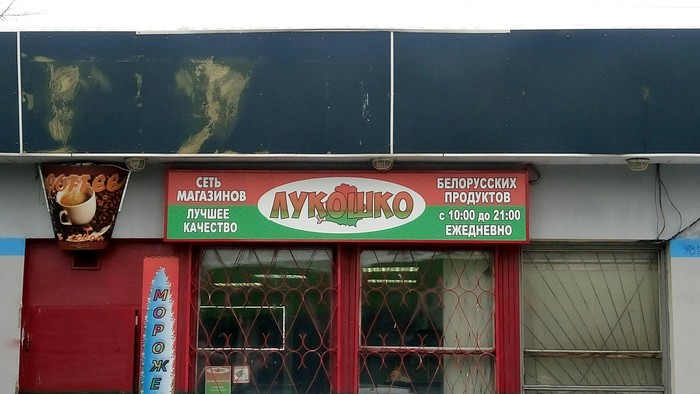 COFFEE
СЕТЬ
МАГАЗИНОВ
ЛУЧШЕЕ
КАЧЕСТВО
ЛУКОШКО
БЕЛОРУССКИХ
ПРОДУКТОВ
с 10:00 до 21:00
ЕЖЕДНЕВНО
МОРОЖЕ